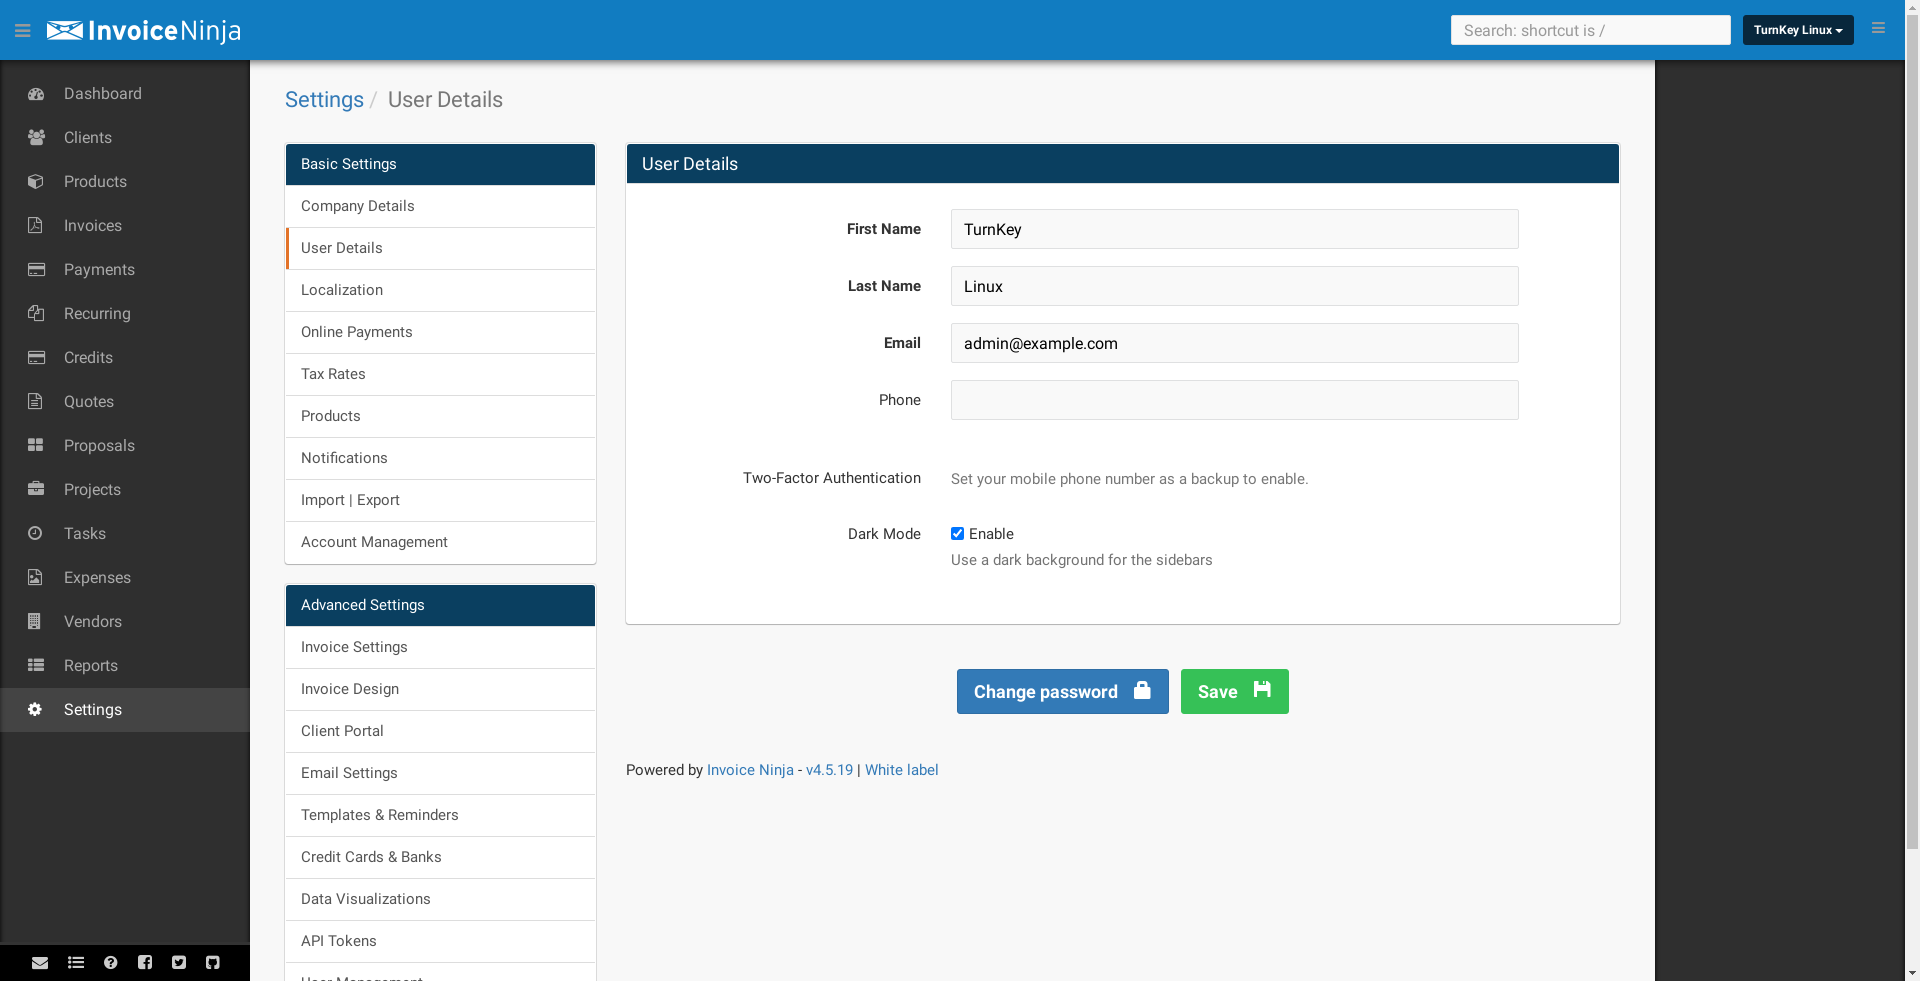 InvoiceNinja
Search: shortcut is /
TurnKey Linux
Dashboard
Clients
Products
Invoices
Payments
Recurring
Credits
Quotes
Proposals
Projects
Tasks
Expenses
Vendors
Reports
Settings
Settings / User Details
Basic Settings
Company Details
User Details
Localization
Online Payments
Tax Rates
Products
Notifications
Import | Export
Account Management
Advanced Settings
Invoice Settings
Invoice Design
Client Portal
Email Settings
Templates & Reminders
Credit Cards & Banks
Data Visualizations
API Tokens
User Management
User Details
First Name TurnKey
Last Name Linux
Email admin@example.com
Phone
Two-Factor Authentication Set your mobile phone number as a backup to enable.
Dark Mode Enable
Use a dark background for the sidebars
Change password Save
Powered by Invoice Ninja - v4.5.19 | White label